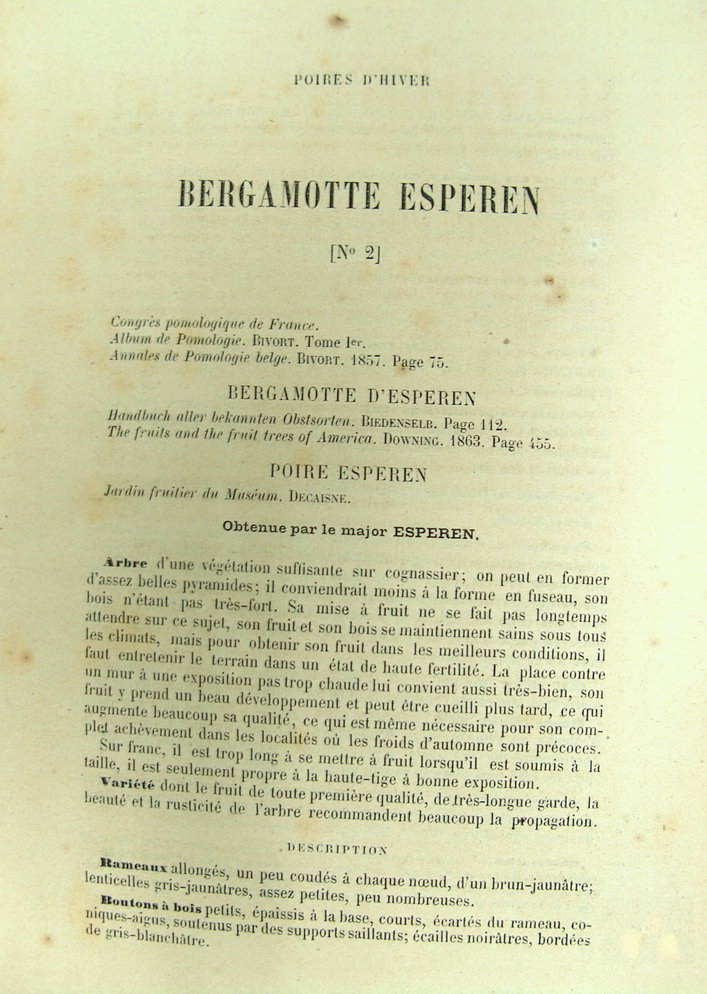 POIRES D'HIVER
BERGAMOTTE ESPEREN
[No 2]
Congrès pomologique de France.
Album de Pomologie. BIVORT. Tome Ier.
Annales de Pomologie belge. BIVORT. 1857. Page 75.
BERGAMOTTE D'ESPEREN
Handbuch aller bekannten Obstsorten. BIEDENSELB. Page 112.
The fruits and the fruit trees of America. DOWNING. 1863. Page 455.
POIRE ESPEREN
Jardin fruitier du Muséum. DECAISNE.
Obtenue par le major ESPEREN.
Arbre d'une végétation suffisante sur cognassier; on peut en former
d'assez belles pyramides; il conviendrait moins à la forme en fuseau, son
bois n'étant pas très-fort. Sa mise à fruit ne se fait pas longtemps
attendre sur ce sujet, son fruit et son bois se maintiennent sains sous tous
les climats, mais pour obtenir son fruit dans les meilleurs conditions, il
faut entretenir le terrain dans un état de haute fertilité. La place contre
un mur à une exposition pas trop chaude lui convient aussi très-bien, son
fruit y prend un beau développement et peut être cueilli plus tard, ce qui
augmente beaucoup sa qualité, ce qui est même nécessaire pour son com-
plet achèvement dans les localités où les froids d'automne sont précoces.
Sur franc, il est trop long à se mettre à fruit lorsqu'il est soumis à la
taille, il est seulement propre à la haute-tige à bonne exposition.
Variété dont le fruit de toute première qualité, de très-longue garde, la
beauté et la rusticité de l'arbre recommandent beaucoup la propagation.
DESCRIPTION
Rameaux allongés, un peu coudés à chaque nœud, d'un brun-jaunâtre;
lenticelles gris-jaunâtres, assez petites, peu nombreuses.
Boutons à bois petits, épaissis à la base, courts, écartés du rameau, co-
niques-aigus, soutenus par des supports saillants; écailles noirâtres, bordées
de gris-blanchâtre.